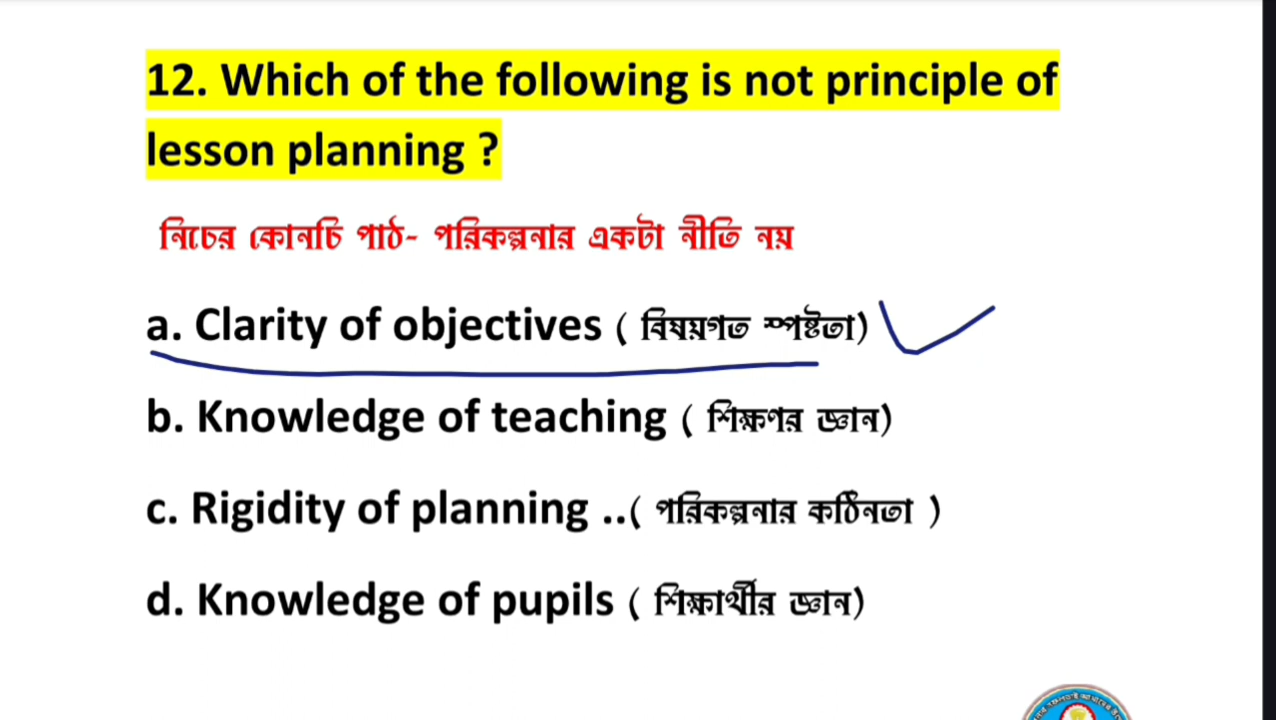 12. Which of the following is not principle of
lesson planning ?
নিচের কোনটি পাঠ- পরিকল্পনার একটা নীতি নয়
a. Clarity of objectives ( বিষয়গত স্পষ্টতা)
b. Knowledge of teaching ( শিক্ষণর জ্ঞান)
c. Rigidity of planning ..( পরিকল্পনার কঠিনতা )
d. Knowledge of pupils ( শিক্ষার্থীর জ্ঞান)